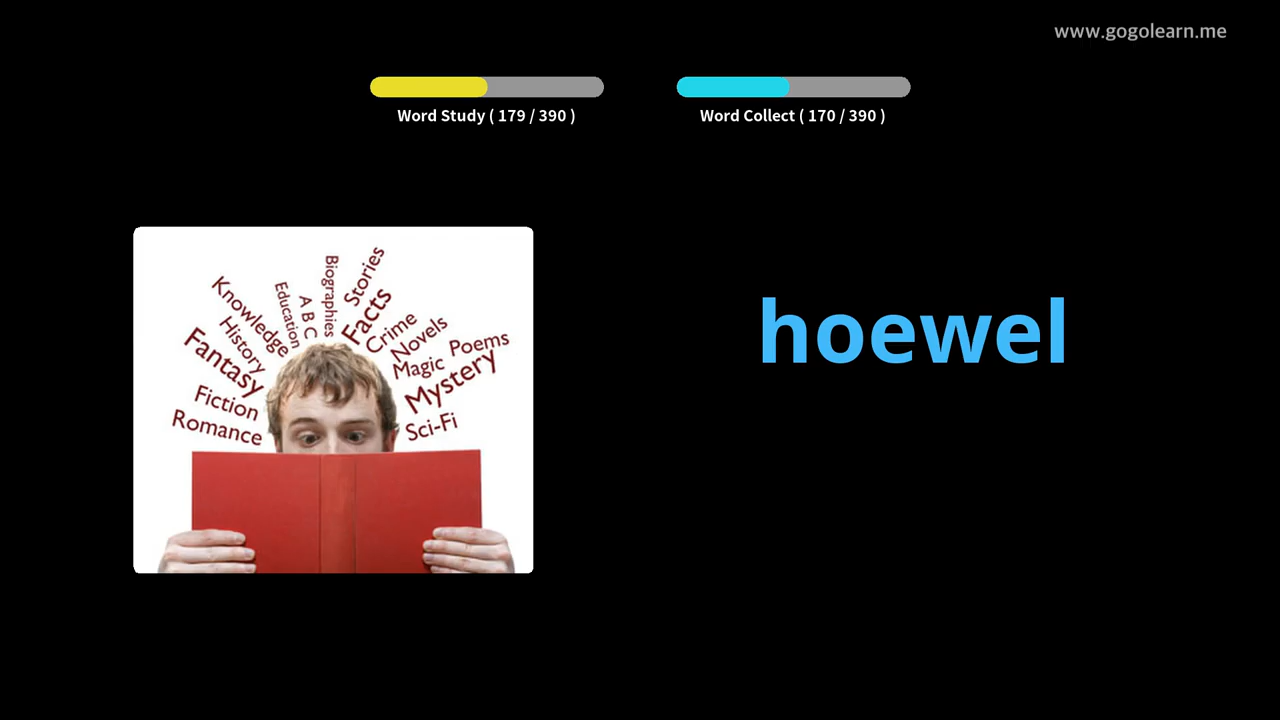 www.gogolearn.me
Word Study ( 179 / 390 )
Word Collect ( 170 / 390 )
Stories
Biographies
Facts
A B C
Education
Knowledge
Crime
Novels
History
Poems
Fantasy
Magic
Mystery
Fiction
Romance
Sci-Fi
hoewel